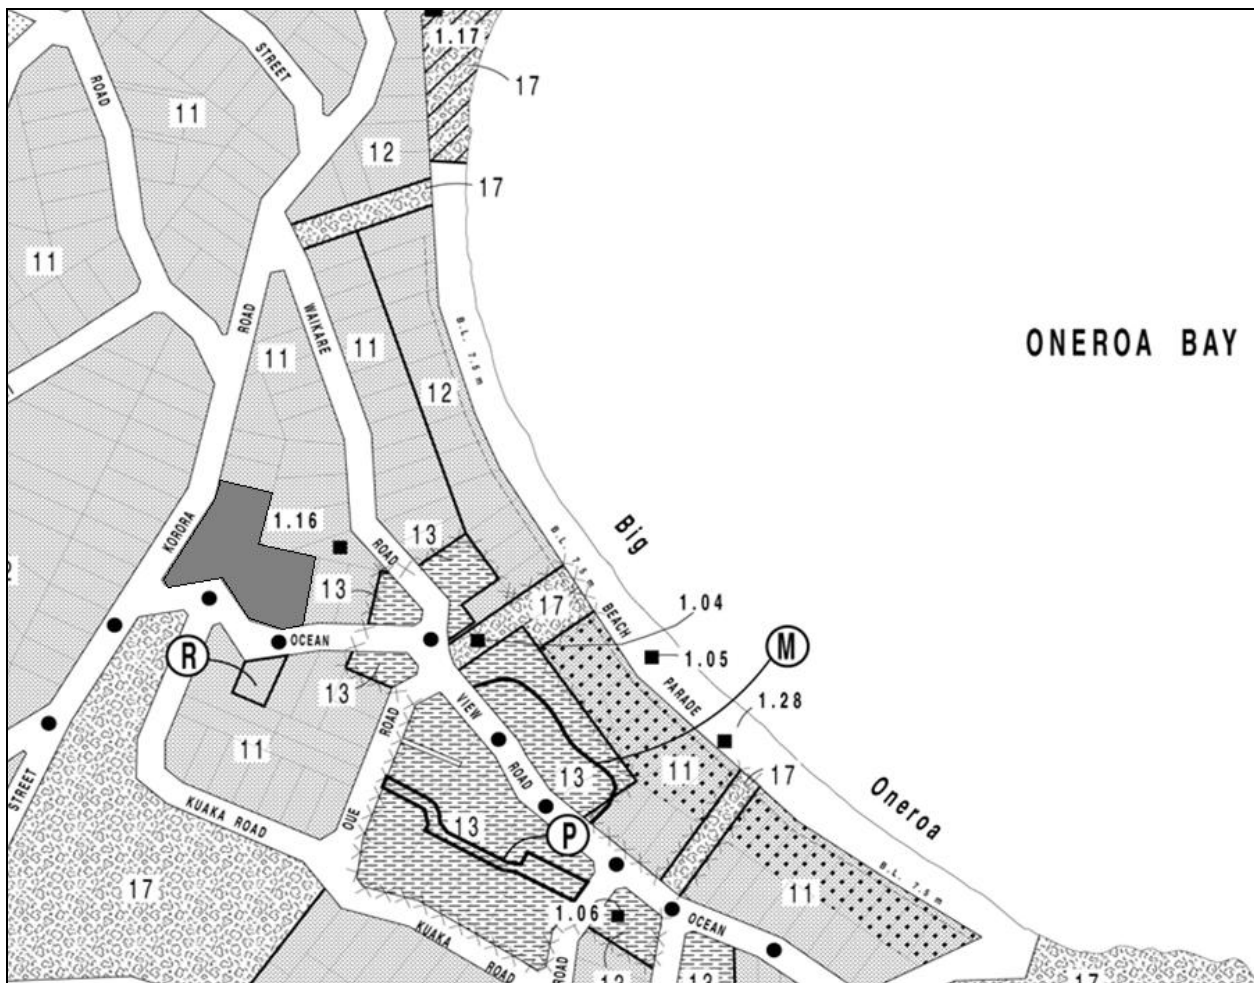 1.17
STREET
17
ROAD
11
12
17
11
ROAD
WAIKARE
11
11
B.L. 7.5 m
ONEROA BAY
12
1.16
KORORA
ROAD
13
Big
B.L. 7.5 m
13
17
BEACH
1.04
OCEAN
R
13
1.05
M
PARADE
VIEW
1.28
ROAD
11
13
11
17
ROAD
STREET
KUAKA ROAD
OUE
13
P
Oneroa
B.L. 7.5 m
17
11
1.06
OCEAN
KUAKA
ROAD
ROAD
13
17